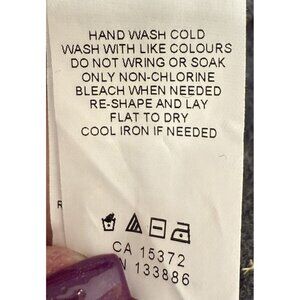 HAND WASH COLD
WASH WITH LIKE COLOURS
DO NOT WRING OR SOAK
ONLY NON-CHLORINE
BLEACH WHEN NEEDED
RE-SHAPE AND LAY
FLAT TO DRY
COOL IRON IF NEEDED
R
CA 15372
N 133886